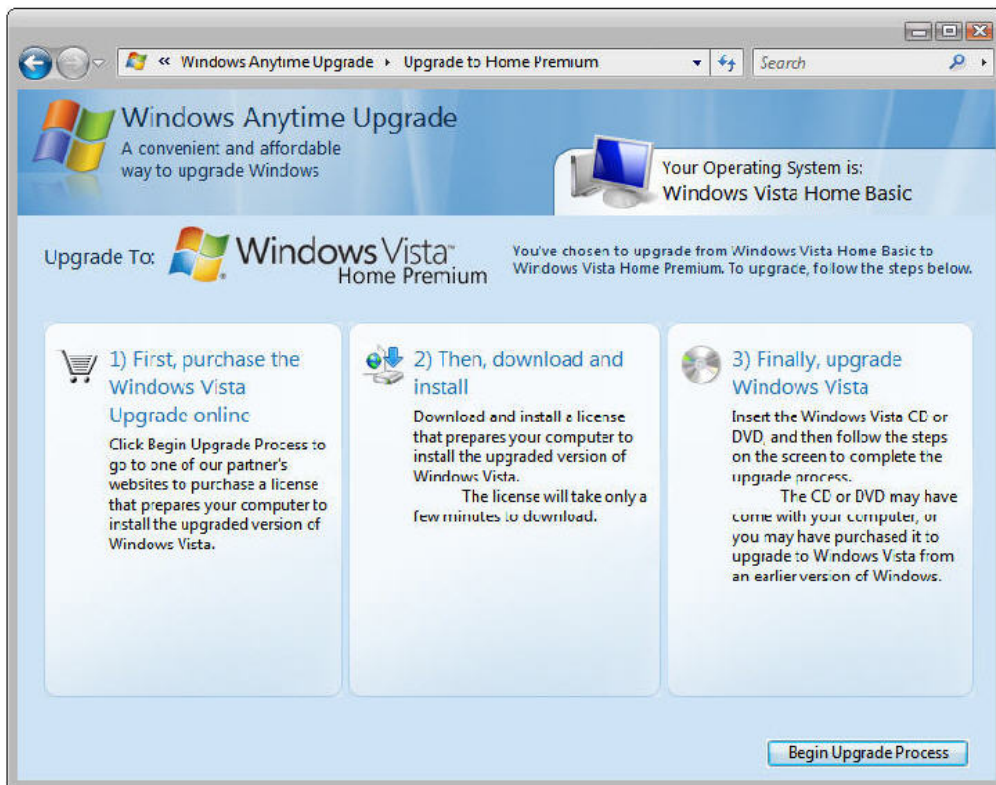 « Windows Anytime Upgrade ▸ Upgrade to Home Premium
Search
Windows Anytime Upgrade
A convenient and affordable
way to upgrade Windows
Your Operating System is:
Windows Vista Home Basic
Upgrade To:
Windows Vista™
Home Premium
You've chosen to upgrade from Windows Vista Home Basic to
Windows Vista Home Premium. To upgrade, follow the steps below.
1) First, purchase the
Windows Vista
Upgrade online
Click Begin Upgrade Process to
go to one of our partner's
websites to purchase a license
that prepares your computer to
install the upgraded version of
Windows Vista.
2) Then, download and
install
Download and install a license
that prepares your computer to
install the upgraded version of
Windows Vista.
The license will take only a
few minutes to download.
3) Finally, upgrade
Windows Vista
Insert the Windows Vista CD or
DVD, and then follow the steps
on the screen to complete the
upgrade process.
The CD or DVD may have
come with your computer, or
you may have purchased it to
upgrade to Windows Vista from
an earlier version of Windows.
Begin Upgrade Process